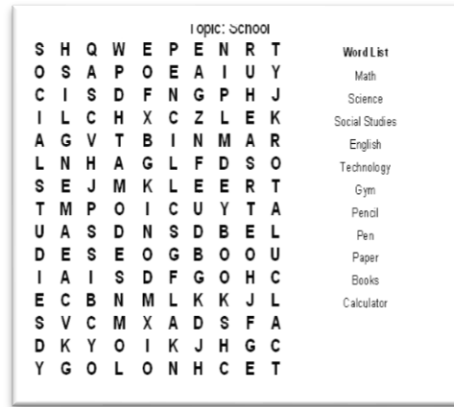 Topic: School
S H Q W E P E N R T
O S A P O E A I U Y
C I S D F N G P H J
I L C H X C Z L E K
A G V T B I N M A R
L N H A G L F D S O
S E J M K L E E R T
T M P O I C U Y T A
U A S D N S D B E L
D E S E O G B O O U
I A I S D F G O H C
E C B N M L K K J L
S V C M X A D S F A
D K Y O I K J H G C
Y G O L O N H C E T
Word List
Math
Science
Social Studies
English
Technology
Gym
Pencil
Pen
Paper
Books
Calculator